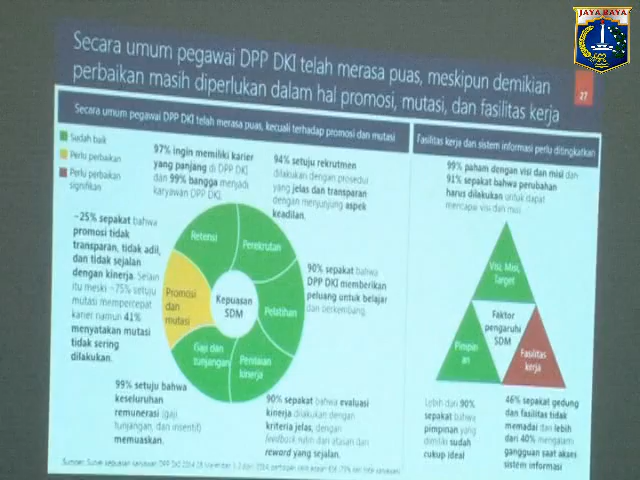 JAYA RAYA
Secara umum pegawai DPP DKI telah merasa puas, meskipun demikian
perbaikan masih diperlukan dalam hal promosi, mutasi, dan fasilitas kerja
27
Secara umum pegawai DPP DKI telah merasa puas, kecuali terhadap promosi dan mutasi
Sudah baik
Perlu perbaikan
Perlu perbaikan
signifikan
97% ingin memiliki karier
yang panjang di DPP DKI
dan 99% bangga menjadi
karyawan DPP DKI
94% setuju rekrutmen
dilakukan dengan prosedur
yang jelas dan transparan
dengan menjunjung aspek
keadilan.
~25% sepakat bahwa
promosi tidak
transparan, tidak adil,
dan tidak sejalan
dengan kinerja. Selain
itu meski ~75% setuju
mutasi mempercepat
karier namun 41%
menyatakan mutasi
tidak sering
dilakukan.
Retensi
Perekrutan
Pelatihan
Penilaian
kinerja
Gaji dan
tunjangan
Promosi
dan
mutasi
Kepuasan
SDM
90% sepakat bahwa
DPP DKI memberikan
peluang untuk belajar
dan berkembang.
99% setuju bahwa
keseluruhan
remunerasi (gaji,
tunjangan, dan insentif)
memuaskan.
90% sepakat bahwa evaluasi
kinerja dilakukan dengan
kriteria jelas, dengan
feedback rutin dari atasan dan
reward yang sejalan.
Fasilitas kerja dan sistem informasi perlu ditingkatkan
99% paham dengan visi dan misi dan
91% sepakat bahwa perubahan
harus dilakukan untuk dapat
mencapai visi dan misi
Visi, Misi,
Target
Faktor
pengaruhi
SDM
Pimpin
an
Fasilitas
kerja
Lebih dari 90%
sepakat bahwa
pimpinan yang
dimiliki sudah
cukup ideal
46% sepakat gedung
dan fasilitas tidak
memadai dan lebih
dari 40% mengalami
gangguan saat akses
sistem informasi
Sumber: Survei kepuasan karyawan DPP DKI 2014